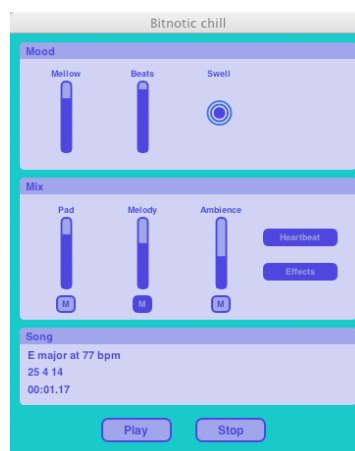 Bitnotic chill
Mood
Mellow Beats Swell
Mix
Pad Melody Ambience
Heartbeat
Effects
M M M
Song
E major at 77 bpm
25 4 14
00:01.17
Play Stop